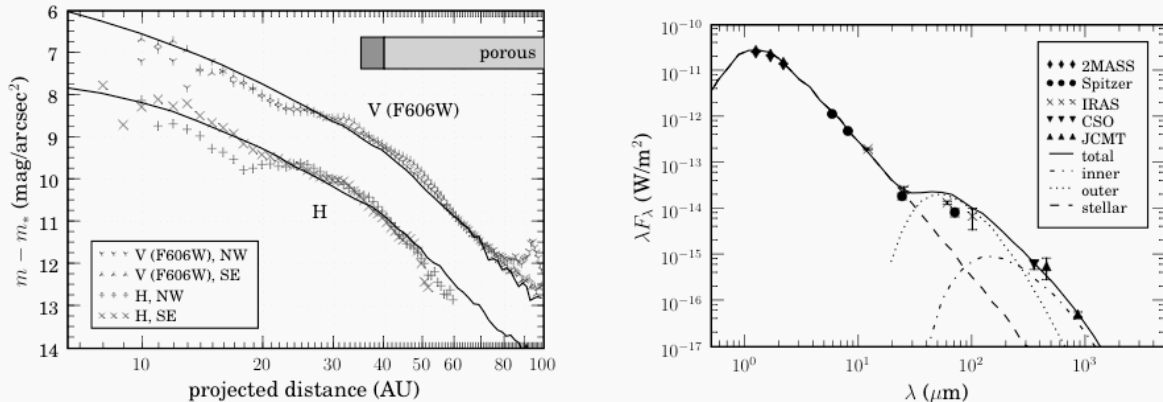 6
7
8
9
10
11
12
13
14
m − m* (mag/arcsec²)
porous
V (F606W)
H
V (F606W), NW
V (F606W), SE
H, NW
H, SE
10
20
30
40
50
60
80
100
projected distance (AU)
10⁻¹⁰
10⁻¹¹
10⁻¹²
10⁻¹³
10⁻¹⁴
10⁻¹⁵
10⁻¹⁶
10⁻¹⁷
λFλ (W/m²)
2MASS
Spitzer
IRAS
CSO
JCMT
total
inner
outer
stellar
10⁰
10¹
10²
10³
λ (μm)